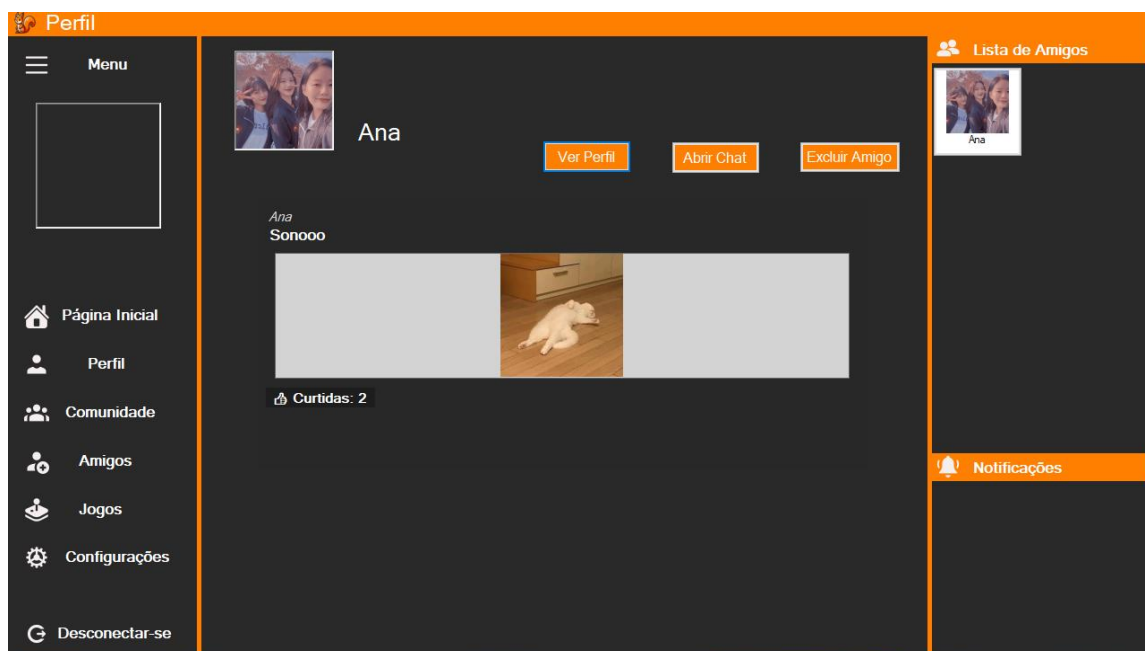 Perfil
Menu
Página Inicial
Perfil
Comunidade
Amigos
Jogos
Configurações
Desconectar-se
Ana
Ver Perfil
Abrir Chat
Excluir Amigo
Ana
Sonooo
Curtidas: 2
Lista de Amigos
Ana
Notificações